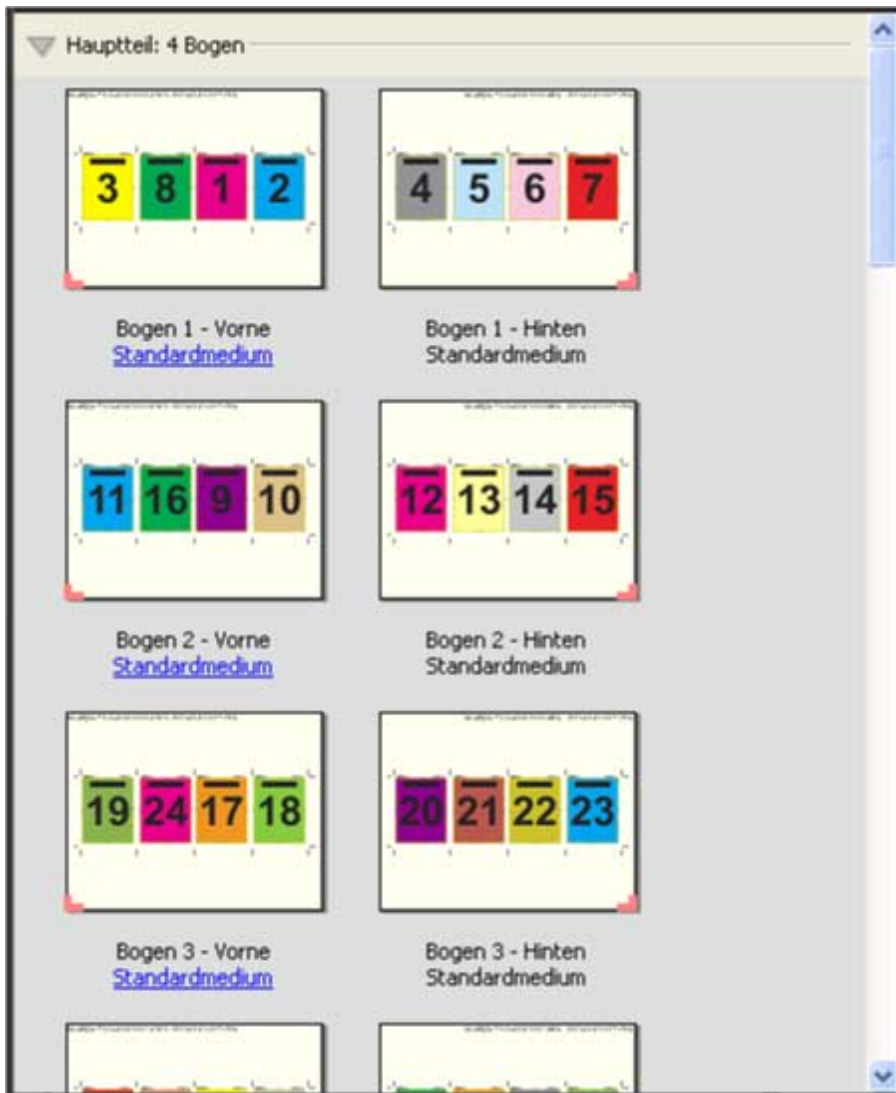 Hauptteil: 4 Bogen
3 8 1 2
4 5 6 7
Bogen 1 - Vorne
Standardmedium
Bogen 1 - Hinten
Standardmedium
11 16 9 10
12 13 14 15
Bogen 2 - Vorne
Standardmedium
Bogen 2 - Hinten
Standardmedium
19 24 17 18
20 21 22 23
Bogen 3 - Vorne
Standardmedium
Bogen 3 - Hinten
Standardmedium